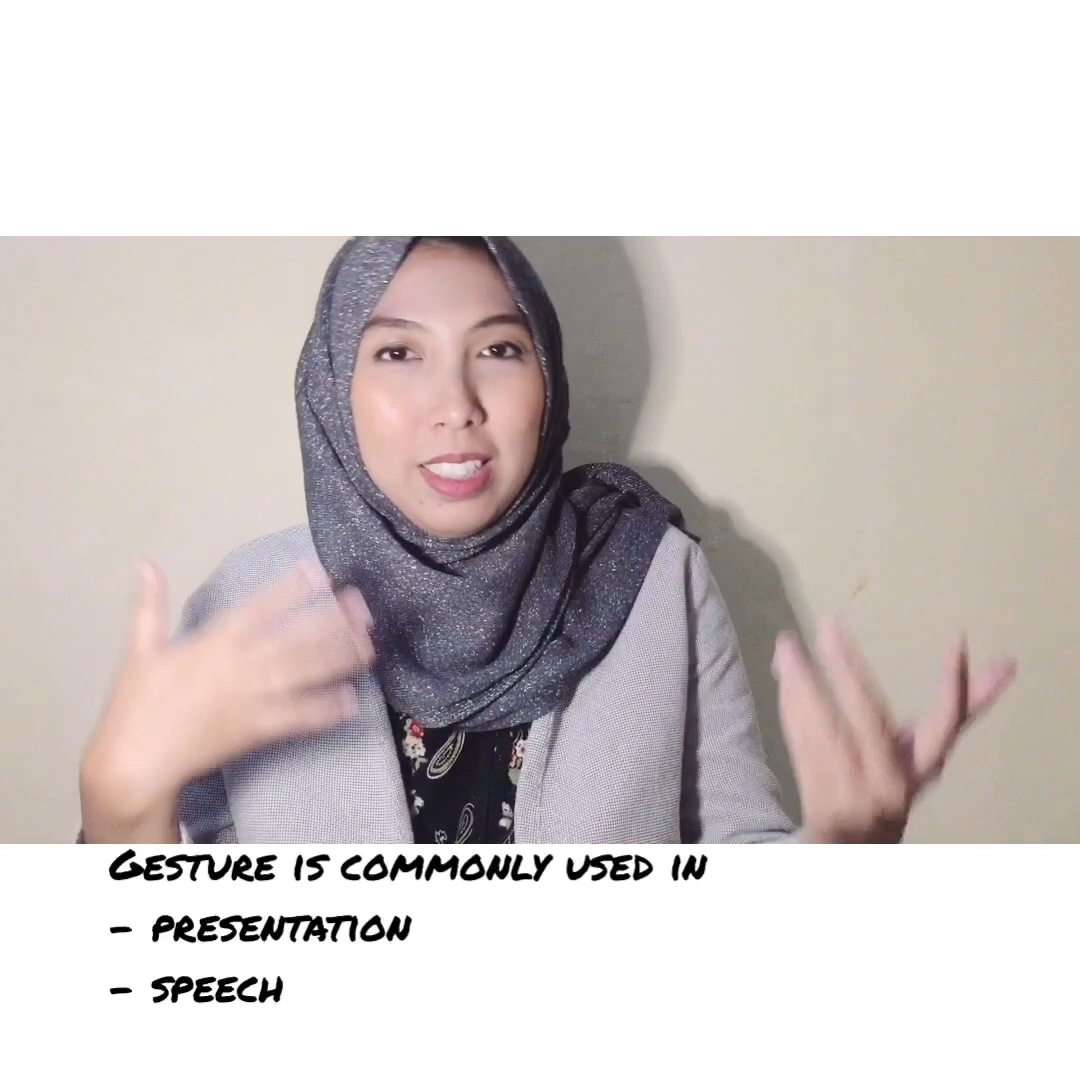 Gesture is commonly used in
- presentation
- speech